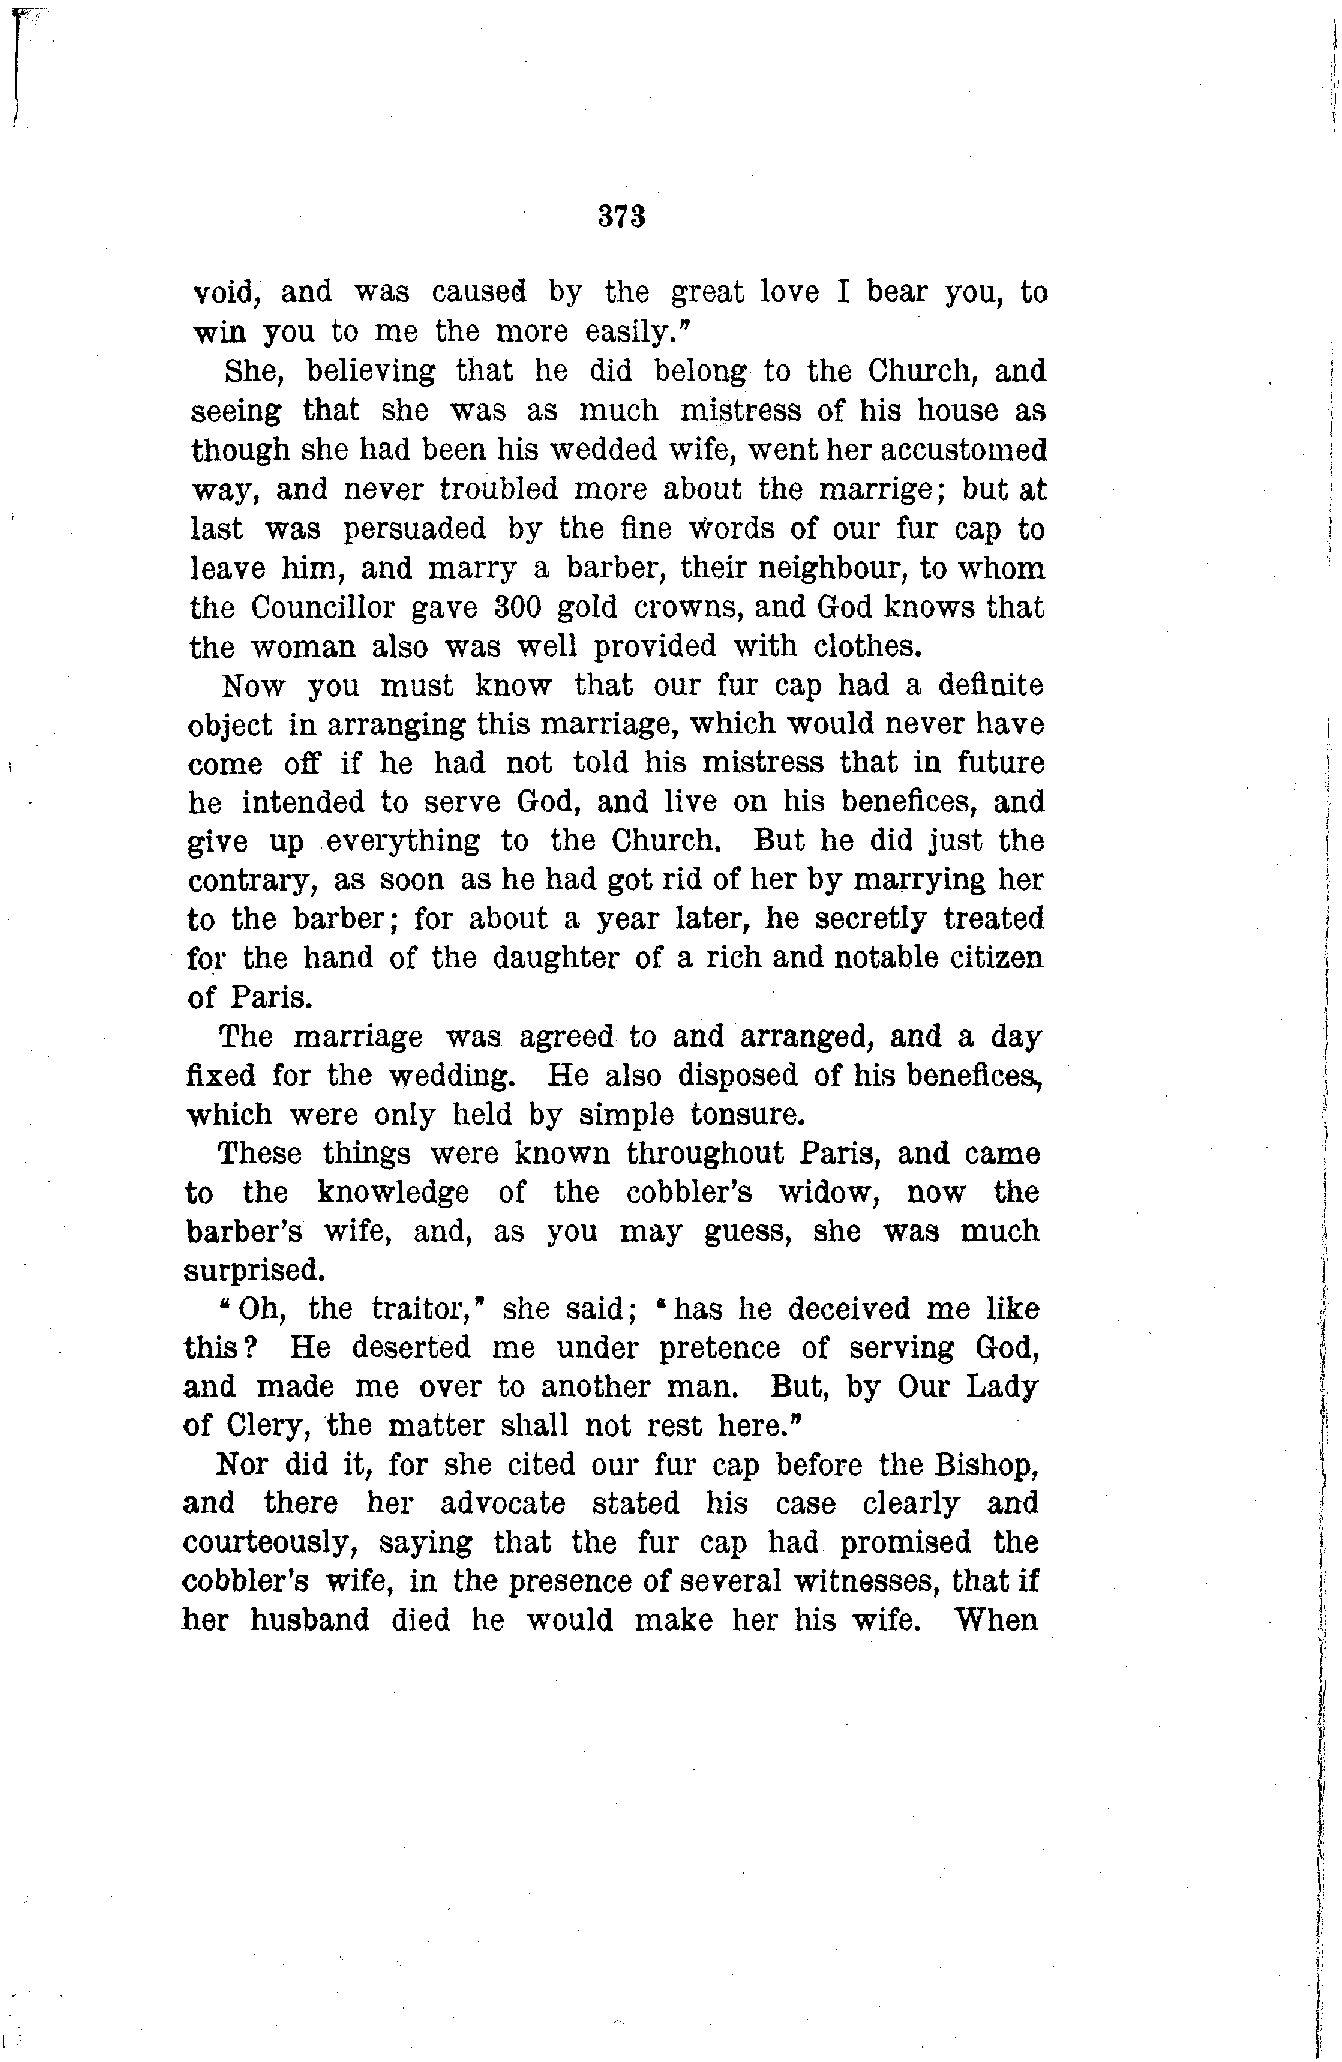 373
void, and was caused by the great love I bear you, to
win you to me the more easily."
She, believing that he did belong to the Church, and
seeing that she was as much mistress of his house as
though she had been his wedded wife, went her accustomed
way, and never troubled more about the marrige; but at
last was persuaded by the fine words of our fur cap to
leave him, and marry a barber, their neighbour, to whom
the Councillor gave 300 gold crowns, and God knows that
the woman also was well provided with clothes.
Now you must know that our fur cap had a definite
object in arranging this marriage, which would never have
come off if he had not told his mistress that in future
he intended to serve God, and live on his benefices, and
give up everything to the Church. But he did just the
contrary, as soon as he had got rid of her by marrying her
to the barber; for about a year later, he secretly treated
for the hand of the daughter of a rich and notable citizen
of Paris.
The marriage was agreed to and arranged, and a day
fixed for the wedding. He also disposed of his benefices,
which were only held by simple tonsure.
These things were known throughout Paris, and came
to the knowledge of the cobbler's widow, now the
barber's wife, and, as you may guess, she was much
surprised.
"Oh, the traitor," she said; "has he deceived me like
this? He deserted me under pretence of serving God,
and made me over to another man. But, by Our Lady
of Clery, the matter shall not rest here."
Nor did it, for she cited our fur cap before the Bishop,
and there her advocate stated his case clearly and
courteously, saying that the fur cap had promised the
cobbler's wife, in the presence of several witnesses, that if
her husband died he would make her his wife. When